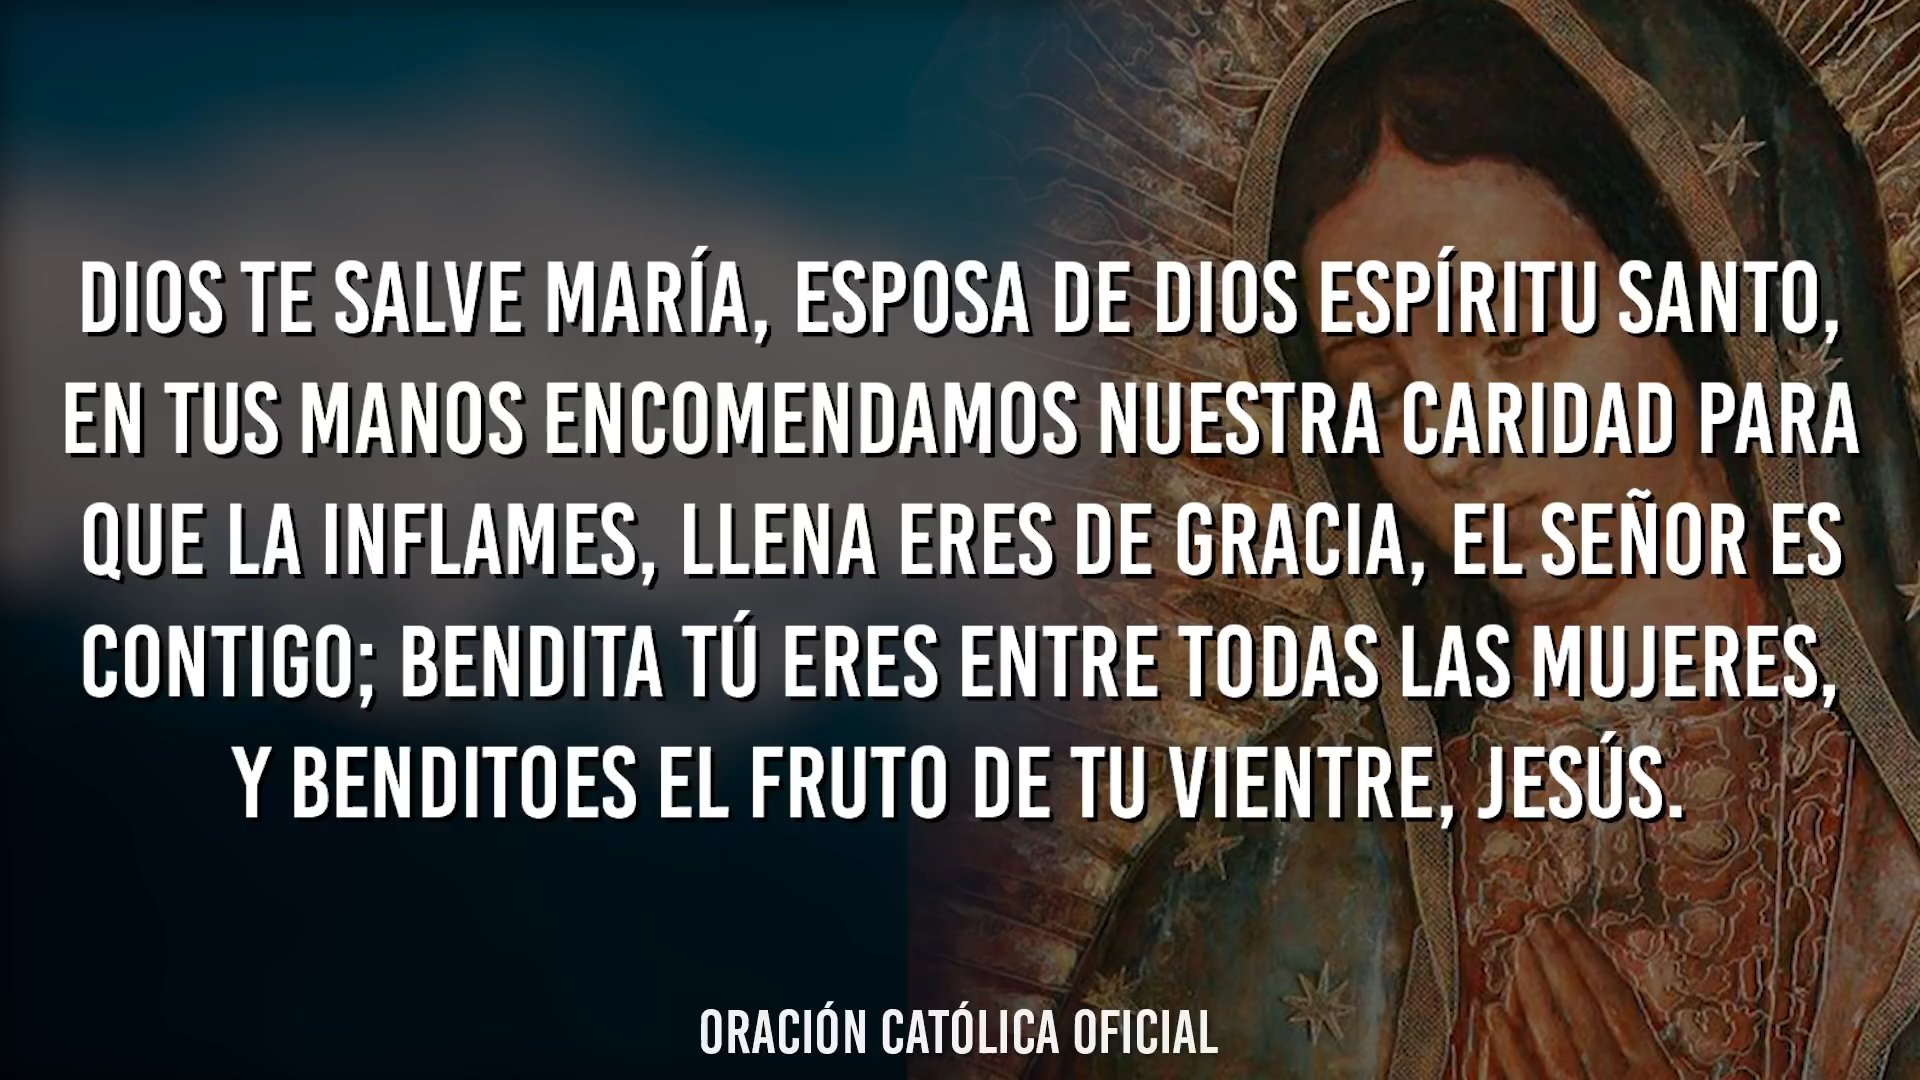 DIOS TE SALVE MARÍA, ESPOSA DE DIOS ESPÍRITU SANTO,
EN TUS MANOS ENCOMENDAMOS NUESTRA CARIDAD PARA
QUE LA INFLAMES, LLENA ERES DE GRACIA, EL SEÑOR ES
CONTIGO; BENDITA TÚ ERES ENTRE TODAS LAS MUJERES,
Y BENDITOES EL FRUTO DE TU VIENTRE, JESÚS.
ORACIÓN CATÓLICA OFICIAL